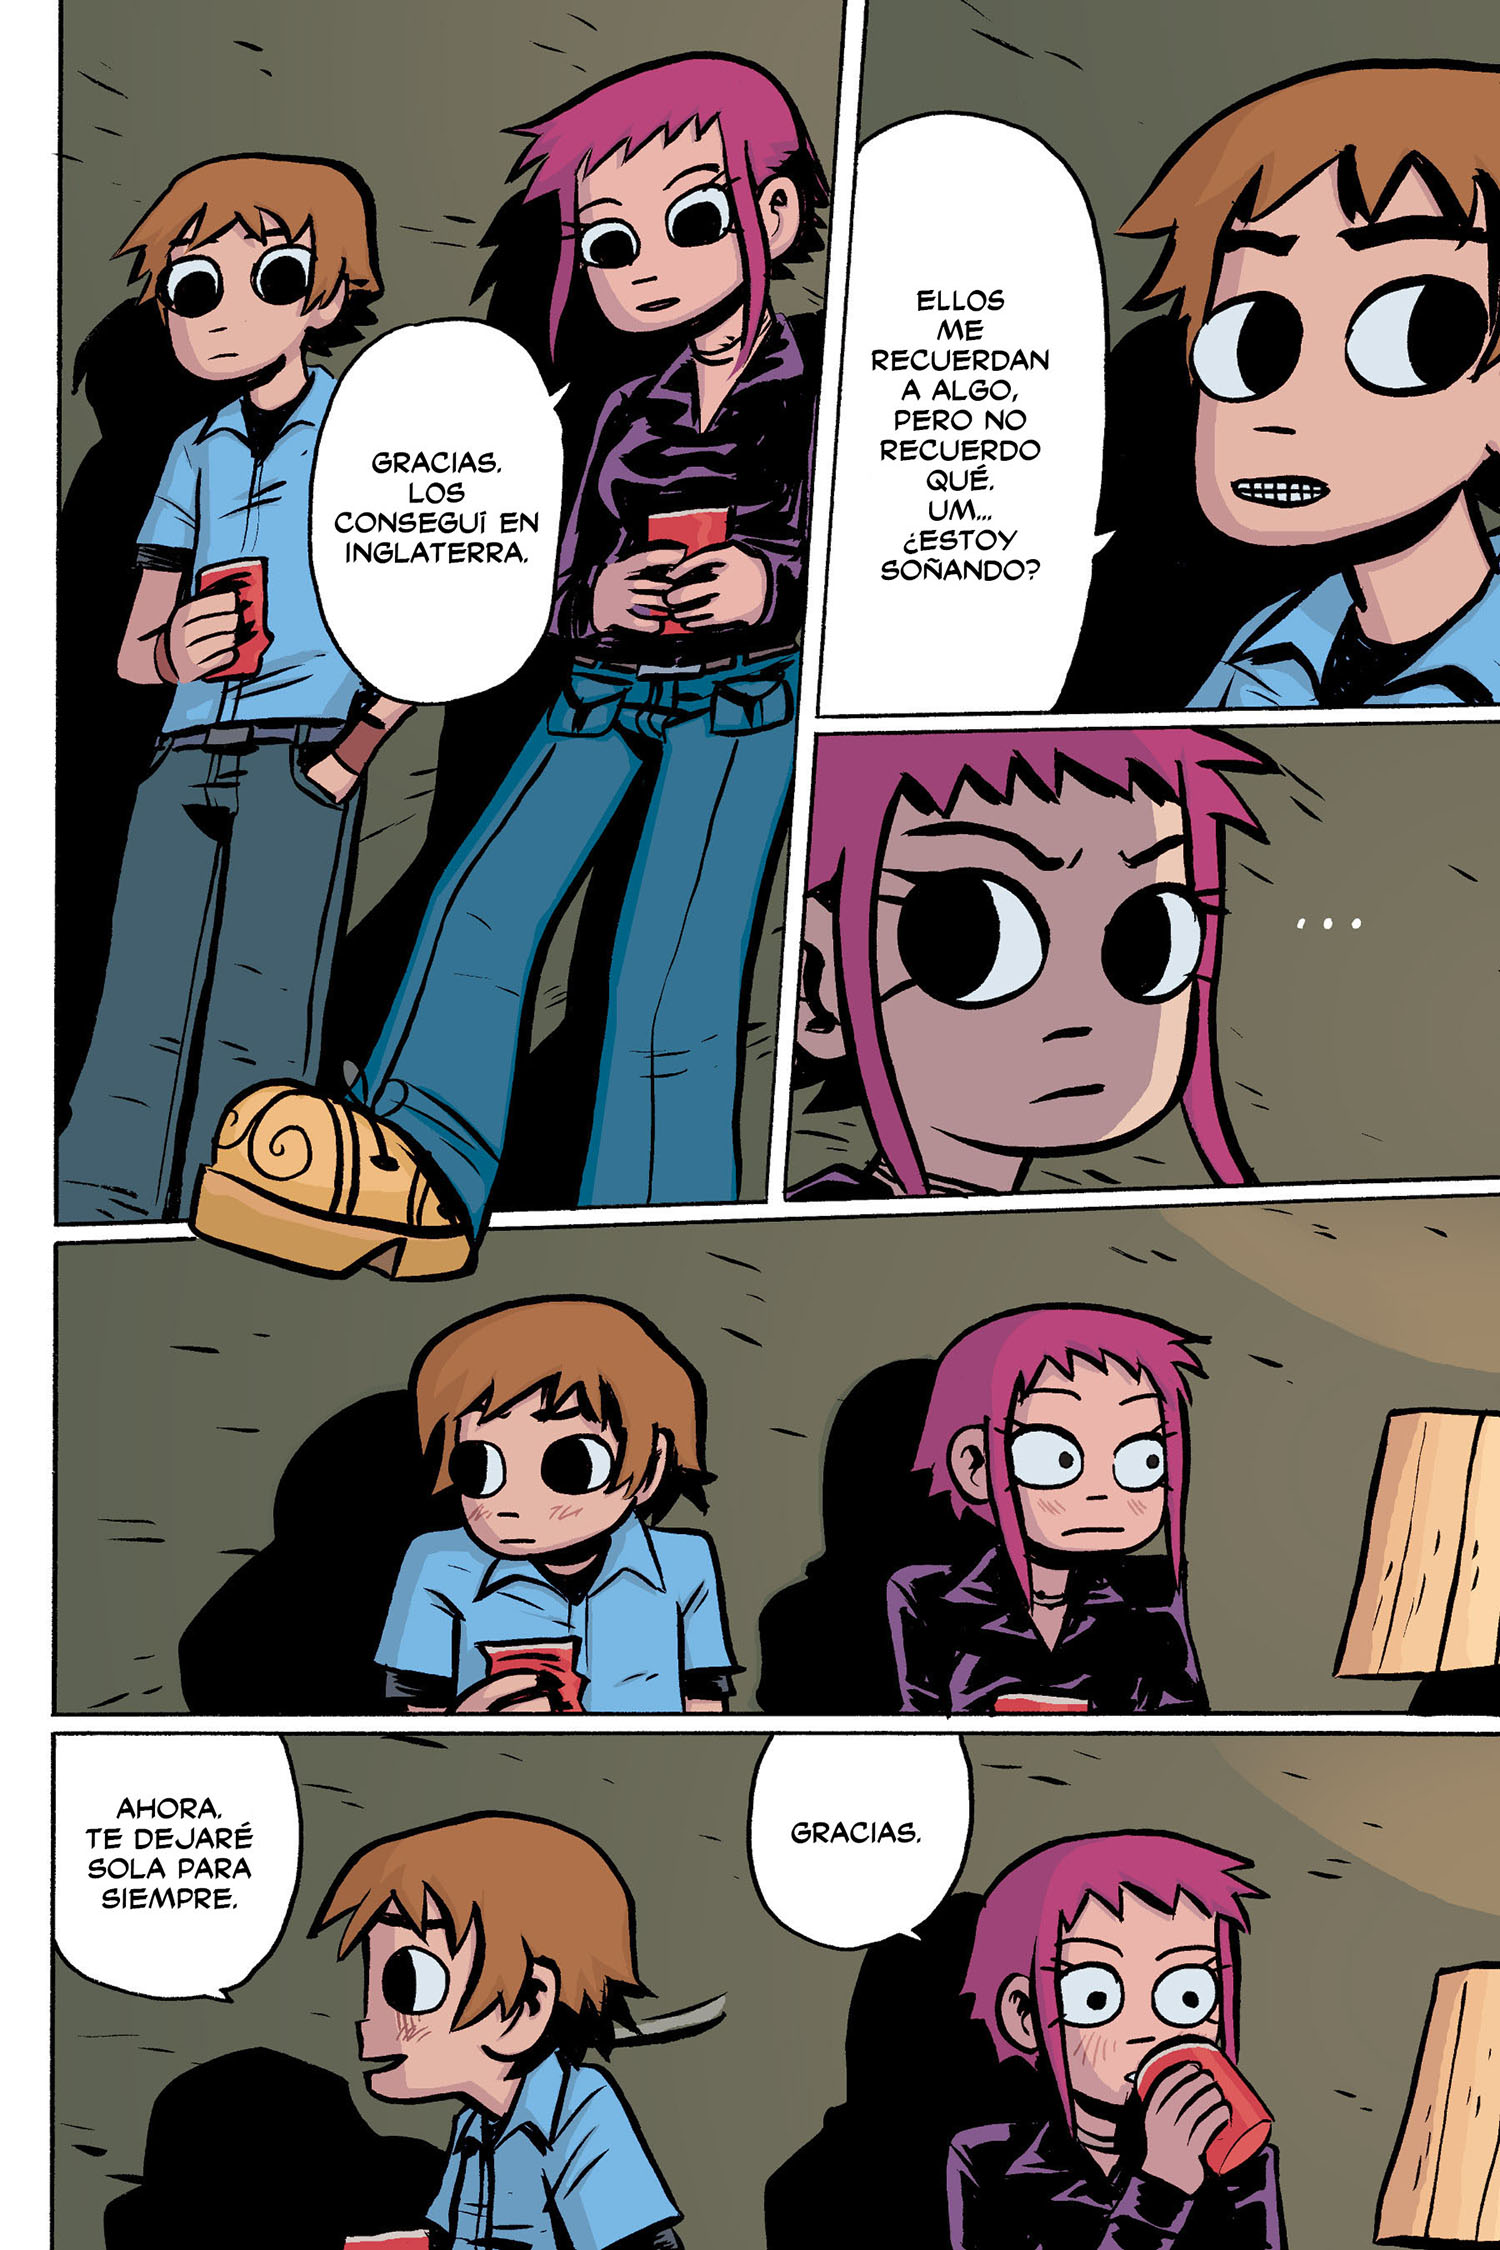 GRACIAS.
LOS
CONSEGUÍ EN
INGLATERRA.
ELLOS
ME
RECUERDAN
A ALGO,
PERO NO
RECUERDO
QUÉ.
UM...
¿ESTOY
SOÑANDO?
...
AHORA.
TE DEJARÉ
SOLA PARA
SIEMPRE.
GRACIAS.